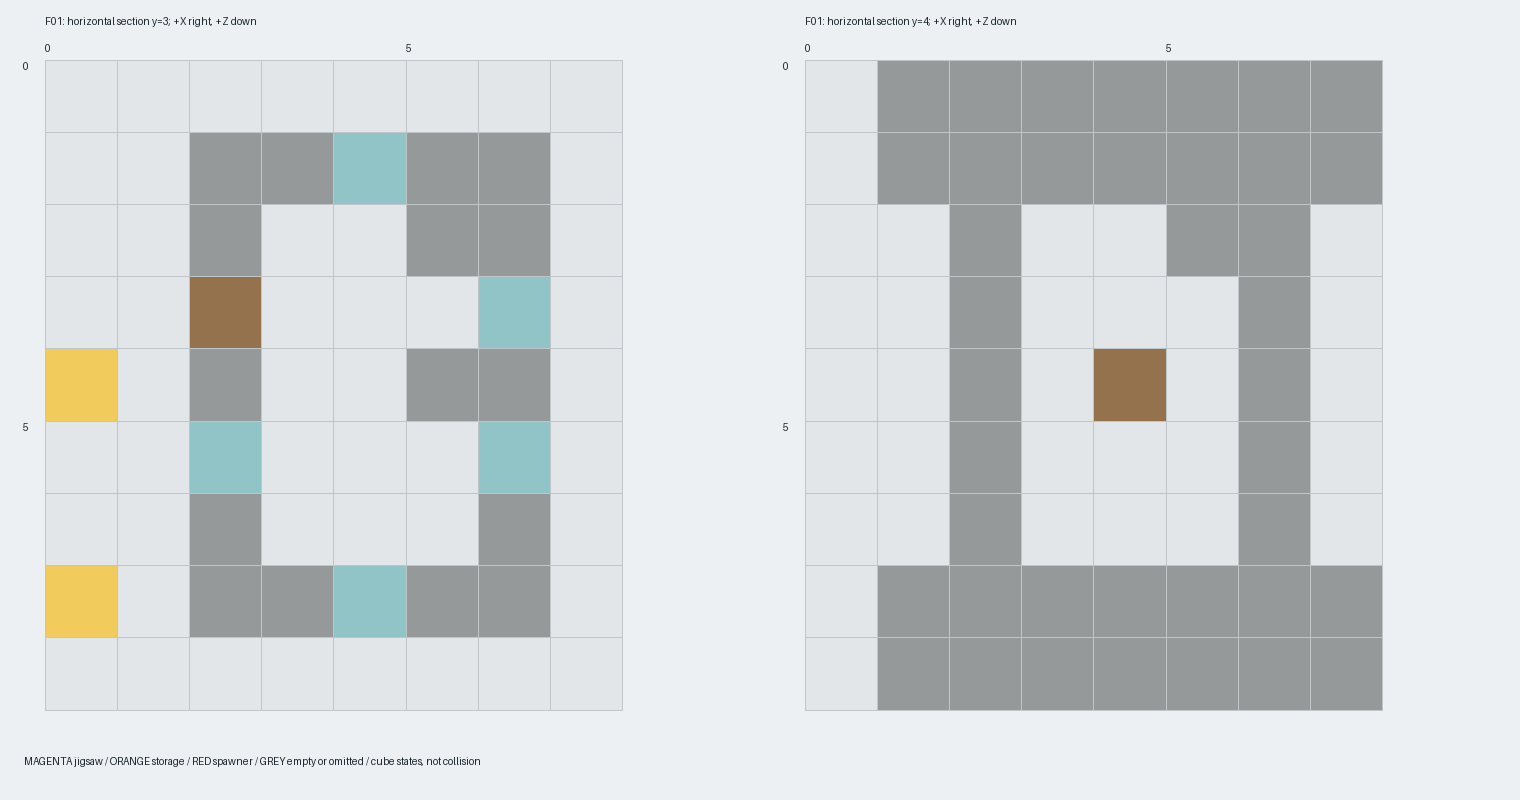 F01: horizontal section y=3; +X right, +Z down
F01: horizontal section y=4; +X right, +Z down
0 5
0 5
0
0
5
5
MAGENTA jigsaw / ORANGE storage / RED spawner / GREY empty or omitted / cube states, not collision